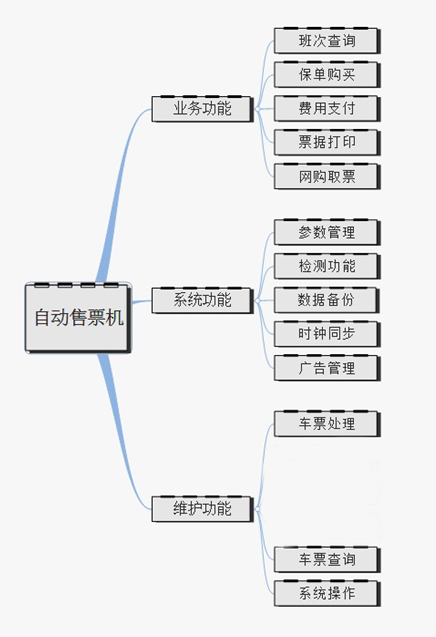 自动售票机
业务功能
班次查询
保单购买
费用支付
票据打印
网购取票
系统功能
参数管理
检测功能
数据备份
时钟同步
广告管理
维护功能
车票处理
车票查询
系统操作